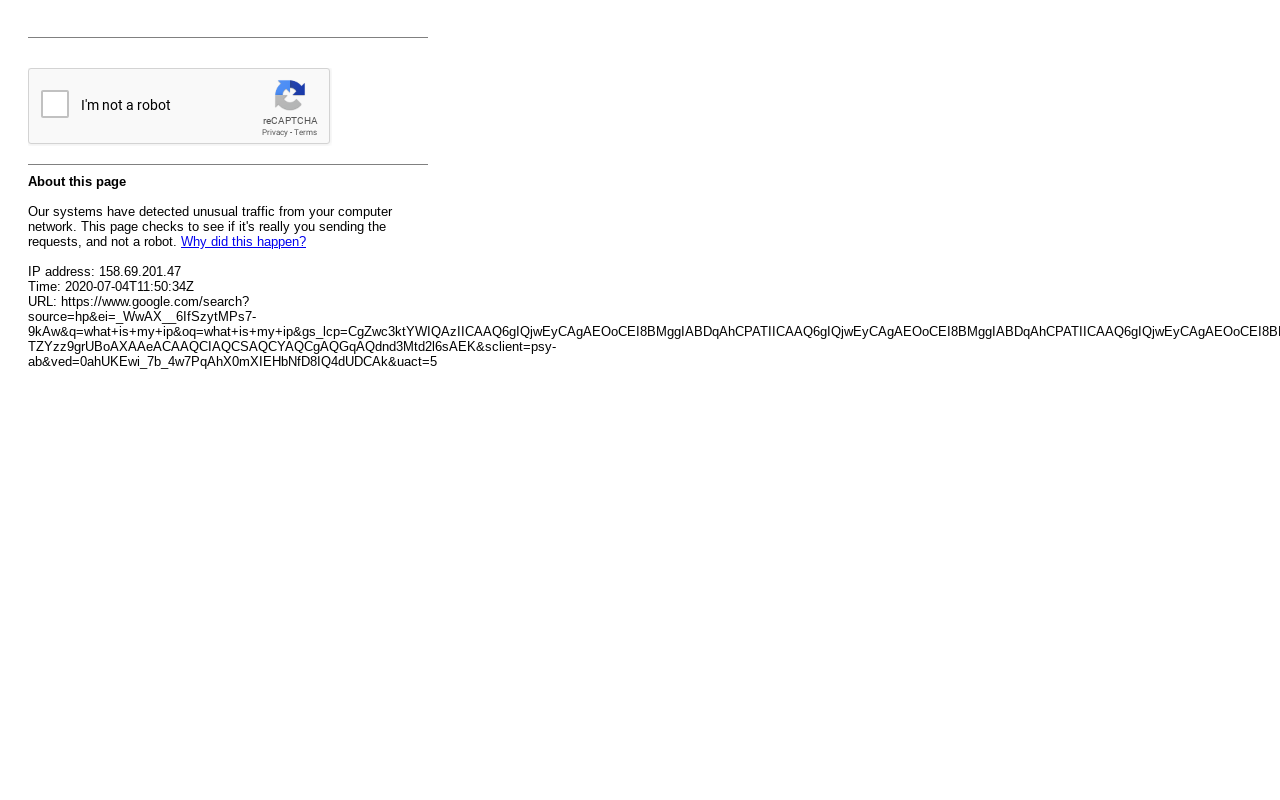 I'm not a robot
reCAPTCHA
Privacy - Terms
About this page
Our systems have detected unusual traffic from your computer
network. This page checks to see if it's really you sending the
requests, and not a robot. Why did this happen?
IP address: 158.69.201.47
Time: 2020-07-04T11:50:34Z
URL: https://www.google.com/search?
source=hp&ei=_WwAX__6IfSzytMPs7-
9kAw&q=what+is+my+ip&oq=what+is+my+ip&gs_lcp=CgZwc3ktYWIQAzIICAAQ6gIQjwEyCAgAEOoCEI8BMggIABDqAhCPATIICAAQ6gIQjwEyCAgAEOoCEI8BMggIABDqAhCPATIICAAQ6gIQjwEyCAgAEOoCEI8
TZYzz9grUBoAXAAeACAAQCIAQCSAQCYAQCgAQGqAQdnd3Mtd2l6sAEK&sclient=psy-
ab&ved=0ahUKEwi_7b_4w7PqAhX0mXIEHbNfD8IQ4dUDCAk&uact=5